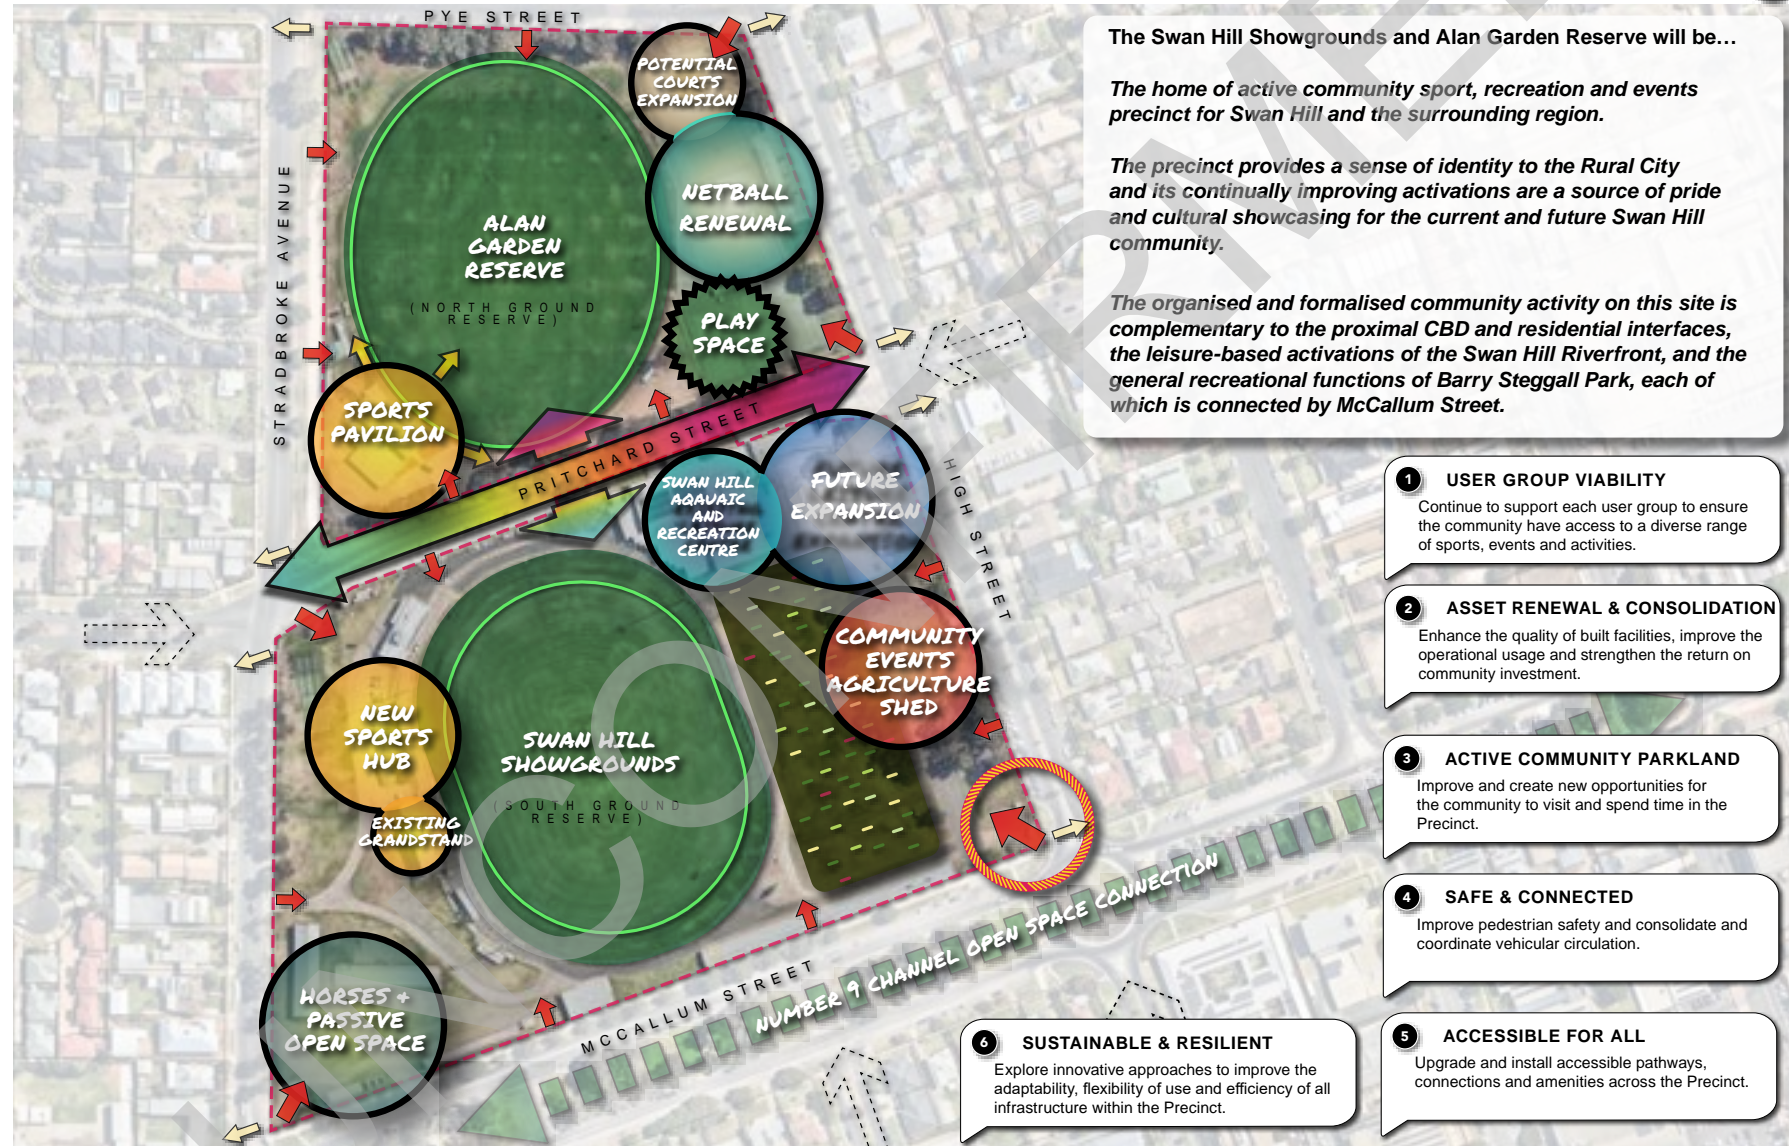 PYE STREET
The Swan Hill Showgrounds and Alan Garden Reserve will be…
The home of active community sport, recreation and events
precinct for Swan Hill and the surrounding region.
The precinct provides a sense of identity to the Rural City
and its continually improving activations are a source of pride
and cultural showcasing for the current and future Swan Hill
community.
The organised and formalised community activity on this site is
complementary to the proximal CBD and residential interfaces,
the leisure-based activations of the Swan Hill Riverfront, and the
general recreational functions of Barry Steggall Park, each of
which is connected by McCallum Street.
POTENTIAL
COURTS
EXPANSION
NETBALL
RENEWAL
STRADBROKE AVENUE
ALAN
GARDEN
RESERVE
(NORTH GROUND
RESERVE)
PLAY
SPACE
SPORTS
PAVILION
PRITCHARD STREET
SWAN HILL
AQAUAIC
AND
RECREATION
CENTRE
FUTURE
EXPANSION
HIGH STREET
COMMUNITY
EVENTS
AGRICULTURE
SHED
NEW
SPORTS
HUB
EXISTING
GRANDSTAND
SWAN HILL
SHOWGROUNDS
(SOUTH GROUND
RESERVE)
HORSES +
PASSIVE
OPEN SPACE
MCCALLUM STREET
NUMBER 9 CHANNEL OPEN SPACE CONNECTION
1 USER GROUP VIABILITY
Continue to support each user group to ensure
the community have access to a diverse range
of sports, events and activities.
2 ASSET RENEWAL & CONSOLIDATION
Enhance the quality of built facilities, improve the
operational usage and strengthen the return on
community investment.
3 ACTIVE COMMUNITY PARKLAND
Improve and create new opportunities for
the community to visit and spend time in the
Precinct.
4 SAFE & CONNECTED
Improve pedestrian safety and consolidate and
coordinate vehicular circulation.
5 ACCESSIBLE FOR ALL
Upgrade and install accessible pathways,
connections and amenities across the Precinct.
6 SUSTAINABLE & RESILIENT
Explore innovative approaches to improve the
adaptability, flexibility of use and efficiency of all
infrastructure within the Precinct.